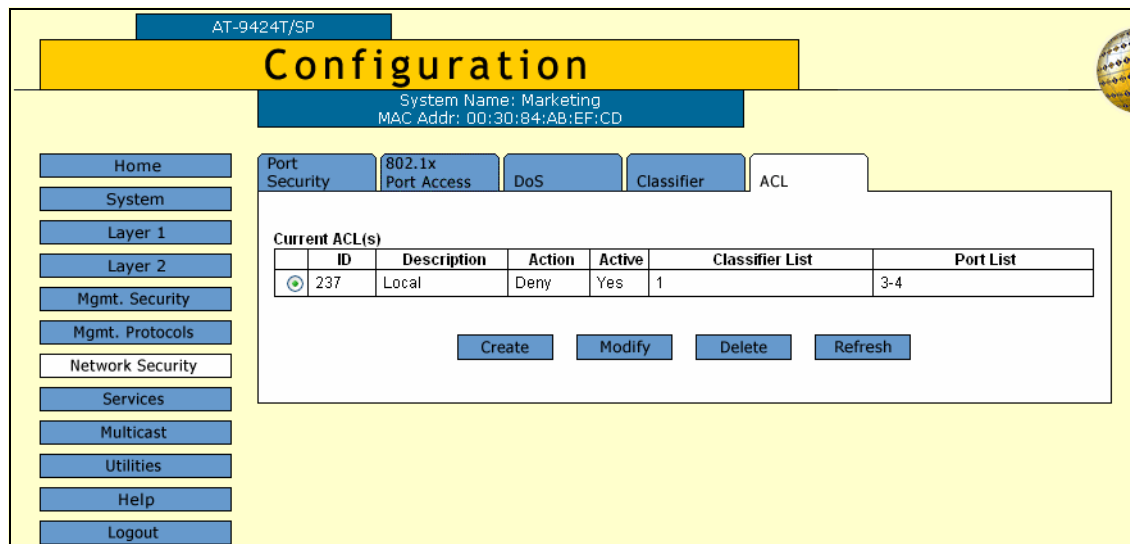 AT-9424T/SP
Configuration
System Name: Marketing
MAC Addr: 00:30:84:AB:EF:CD
Home
System
Layer 1
Layer 2
Mgmt. Security
Mgmt. Protocols
Network Security
Services
Multicast
Utilities
Help
Logout
Port Security
802.1x Port Access
DoS
Classifier
ACL
Current ACL(s)
ID Description Action Active Classifier List Port List
237 Local Deny Yes 1 3-4
Create Modify Delete Refresh